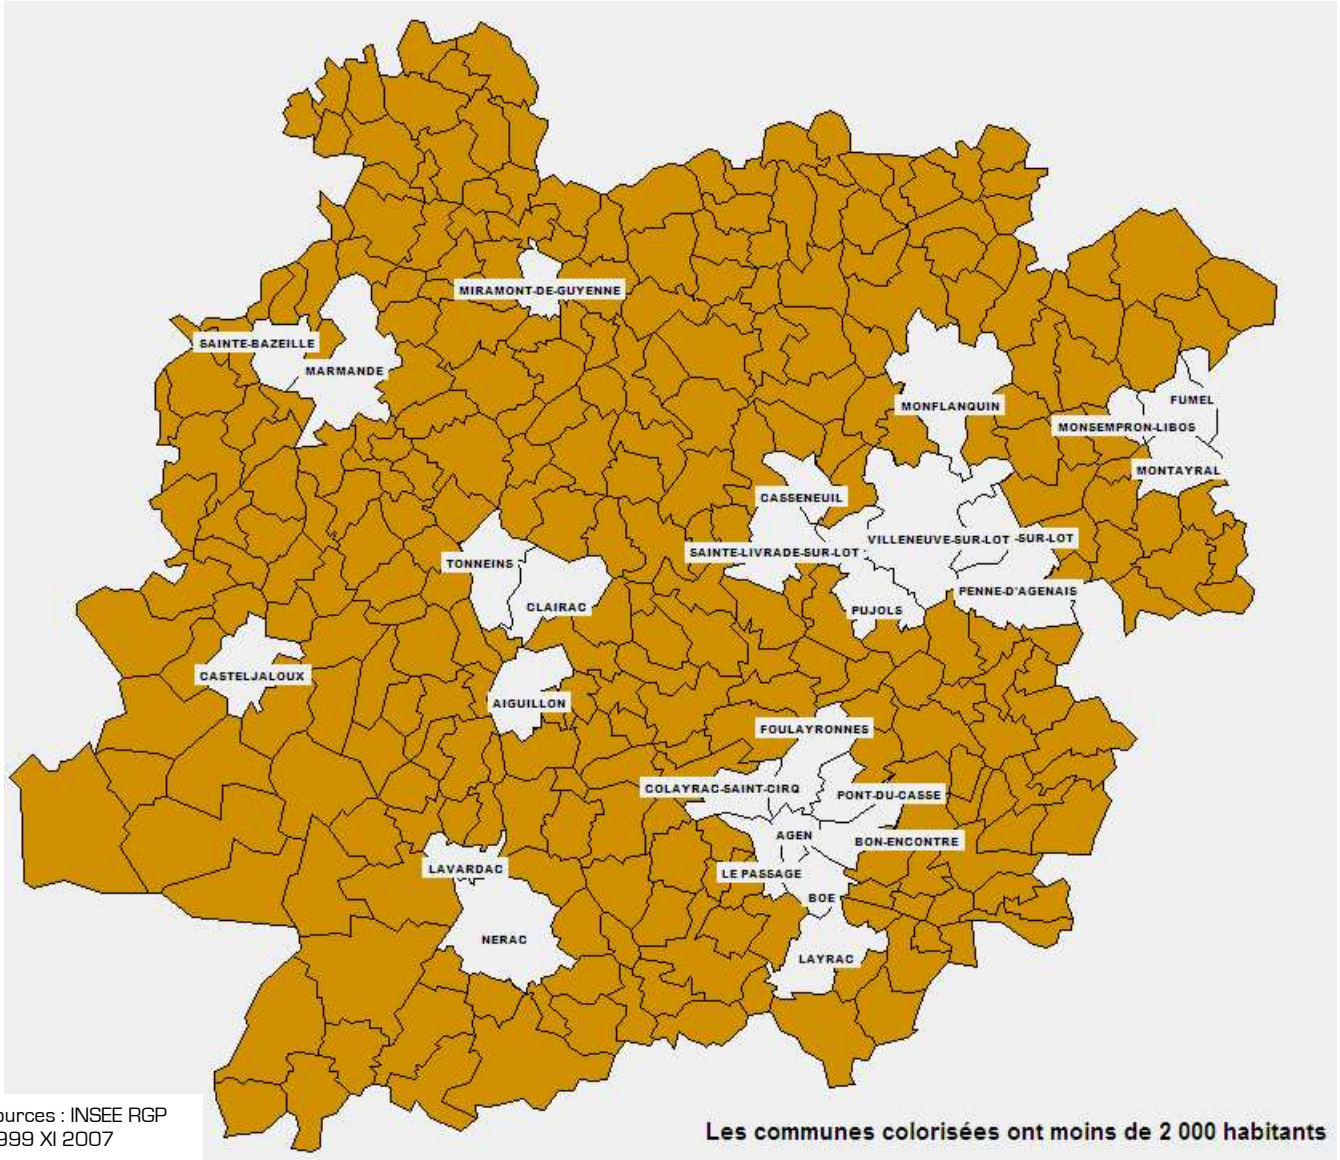 MIRAMONT-DE-GUYENNE
SAINTE-BAZEILLE
MARMANDE
FUMEL
MONFLANQUIN
MONSEMPRON-LIBOS
MONTAYRAL
CASSENEUIL
VILLENEUVE-SUR-LOT -SUR-LOT
SAINTE-LIVRADE-SUR-LOT
TONNEINS
PENNE-D'AGENAIS
CLAIRAC
PUJOLS
CASTELJALOUX
AIGUILLON
FOULAYRONNES
COLAYRAC-SAINT-CIRQ
PONT-DU-CASSE
AGEN
BON-ENCONTRE
LAVARDAC
LE PASSAGE
BOE
NERAC
LAYRAC
ources : INSEE RGP
999 XI 2007
Les communes colorisées ont moins de 2 000 habitants